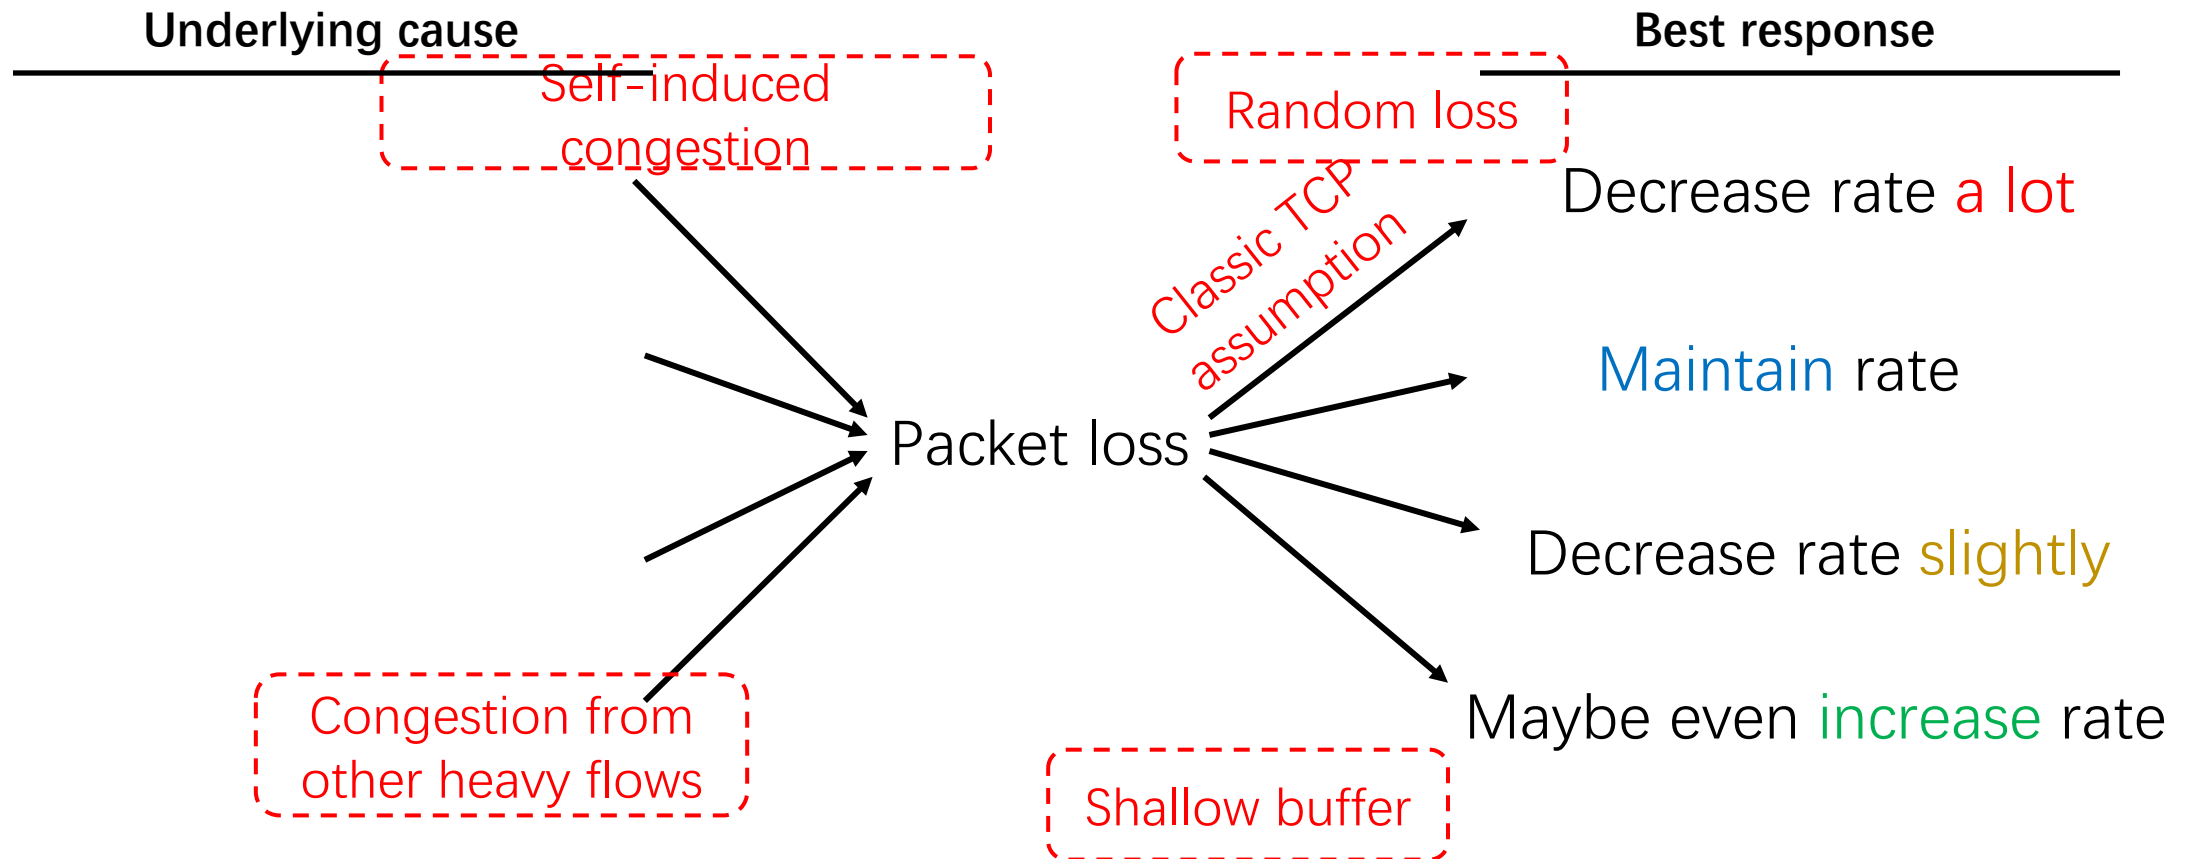 Underlying cause
Best response
Self-induced
congestion
Random loss
Classic TCP
assumption
Decrease rate a lot
Maintain rate
Packet loss
Decrease rate slightly
Congestion from
other heavy flows
Maybe even increase rate
Shallow buffer